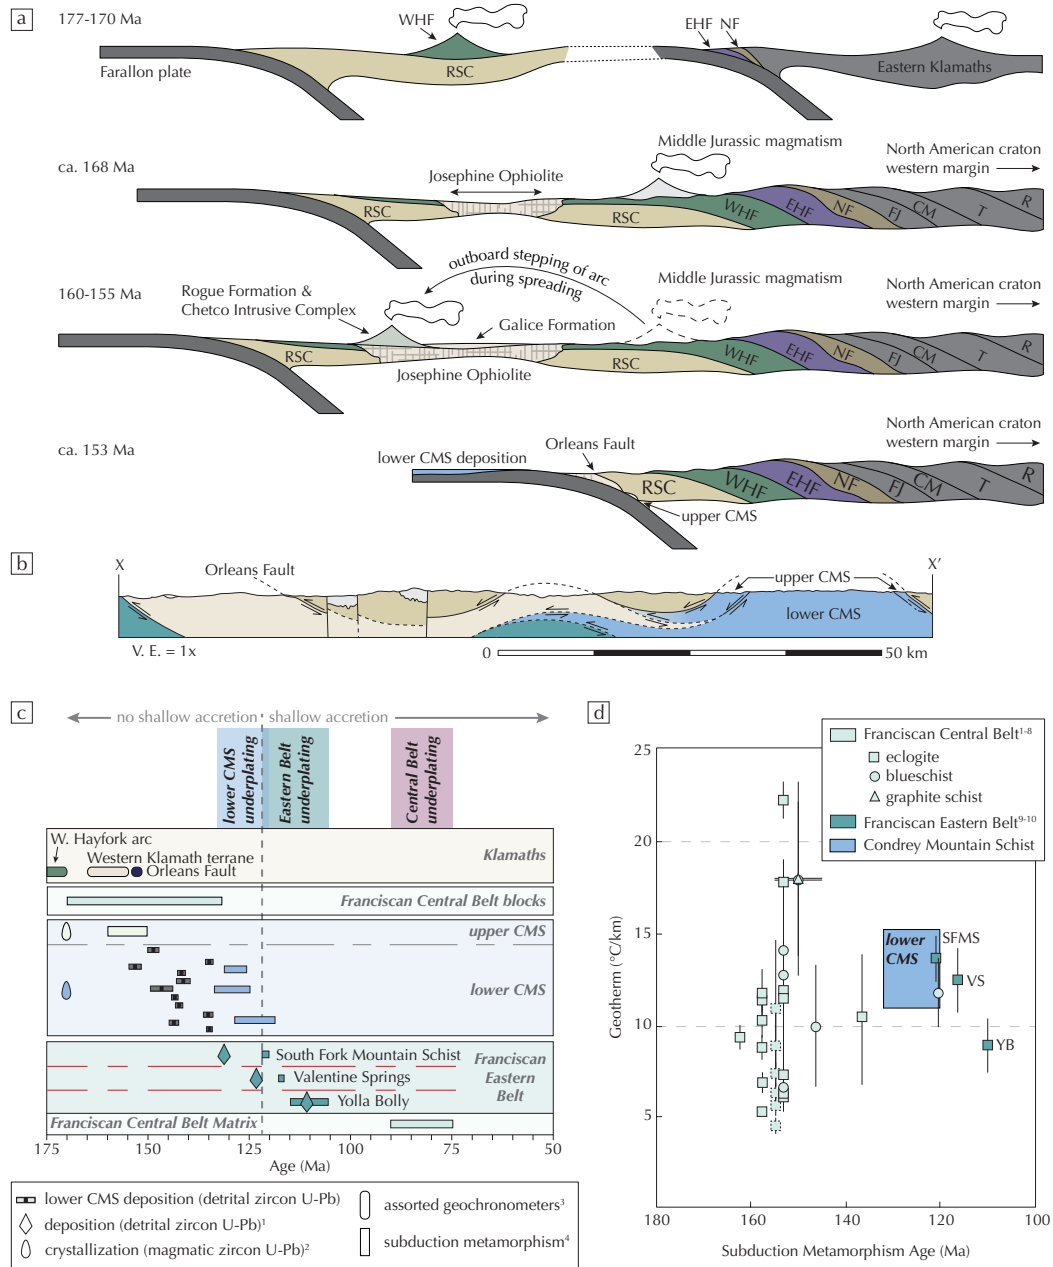 a
177-170 Ma
WHF
EHF NF
Farallon plate
RSC
Eastern Klamaths
Middle Jurassic magmatism
North American craton
western margin
ca. 168 Ma
Josephine Ophiolite
RSC
RSC
WHF
EHF
NF
FJ
CM
T
R
outboard stepping of arc
during spreading
160-155 Ma
Rogue Formation &
Chetco Intrusive Complex
Middle Jurassic magmatism
North American craton
western margin
Galice Formation
RSC
Josephine Ophiolite
RSC
WHF
EHF
NF
FJ
CM
T
R
ca. 153 Ma
North American craton
western margin
Orleans Fault
lower CMS deposition
RSC
WHF
EHF
NF
FJ
CM
T
R
upper CMS
b
X
X′
Orleans Fault
upper CMS
lower CMS
V. E. = 1x
0
50 km
c
no shallow accretion
shallow accretion
lower CMS
underplating
Eastern Belt
underplating
Central Belt
underplating
W. Hayfork arc
Western Klamath terrane
Klamaths
Orleans Fault
Franciscan Central Belt blocks
upper CMS
lower CMS
South Fork Mountain Schist
Valentine Springs
Yolla Bolly
Franciscan
Eastern
Belt
Franciscan Central Belt Matrix
175 150 125 100 75 50
Age (Ma)
lower CMS deposition (detrital zircon U-Pb)
deposition (detrital zircon U-Pb)¹
crystallization (magmatic zircon U-Pb)²
assorted geochronometers³
subduction metamorphism⁴
d
Franciscan Central Belt¹⁻⁸
eclogite
blueschist
graphite schist
Franciscan Eastern Belt⁹⁻¹⁰
Condrey Mountain Schist
25
20
15
10
5
Geotherm (°C/km)
lower
CMS
SFMS
VS
YB
180 160 140 120 100
Subduction Metamorphism Age (Ma)